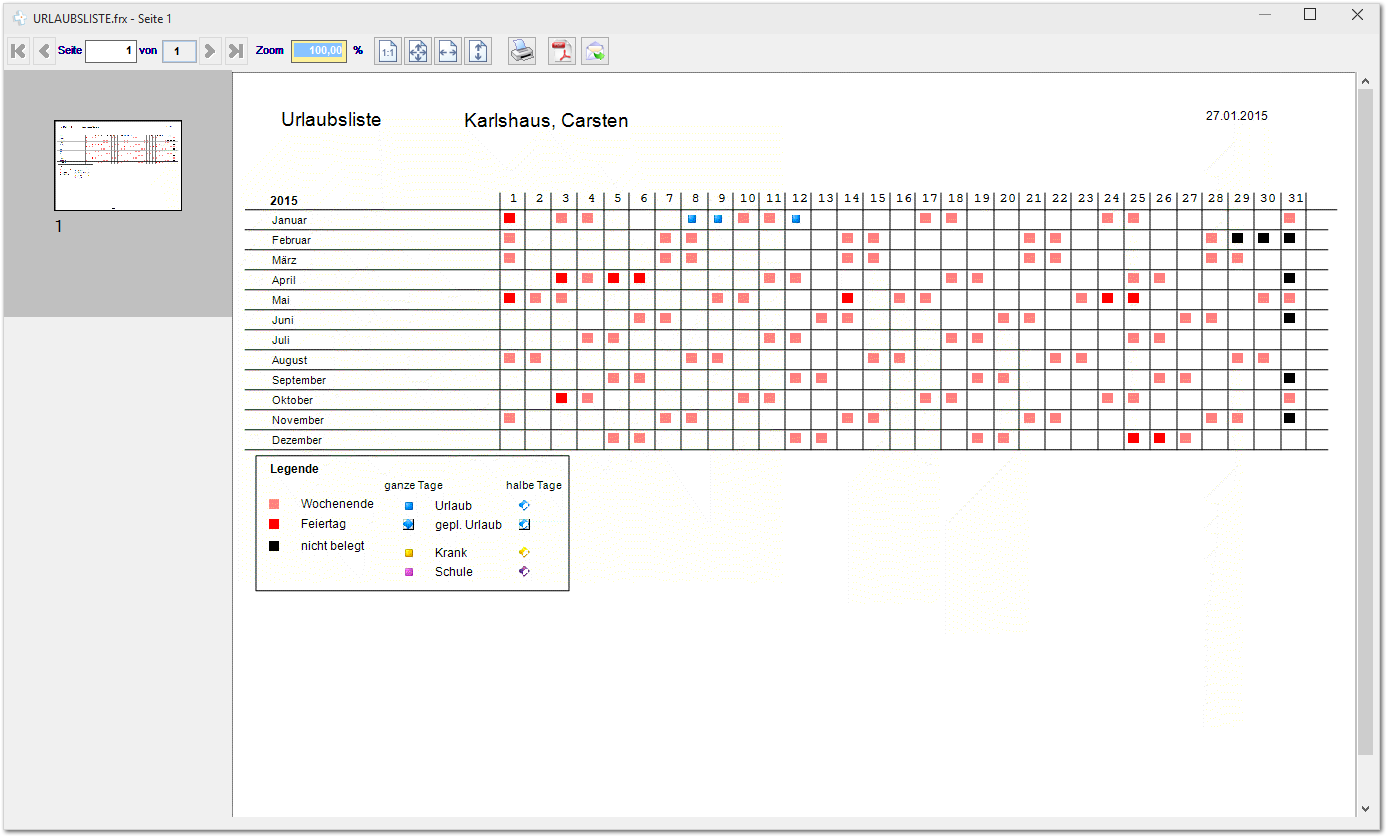 URLAUBSLISTE.frx - Seite 1
Seite 1 von 1 Zoom 100,00 % 1:1
1
Urlaubsliste Karlshaus, Carsten 27.01.2015
2015 1 2 3 4 5 6 7 8 9 10 11 12 13 14 15 16 17 18 19 20 21 22 23 24 25 26 27 28 29 30 31
Januar
Februar
März
April
Mai
Juni
Juli
August
September
Oktober
November
Dezember
Legende
ganze Tage halbe Tage
Wochenende Urlaub
Feiertag gepl. Urlaub
nicht belegt
Krank
Schule